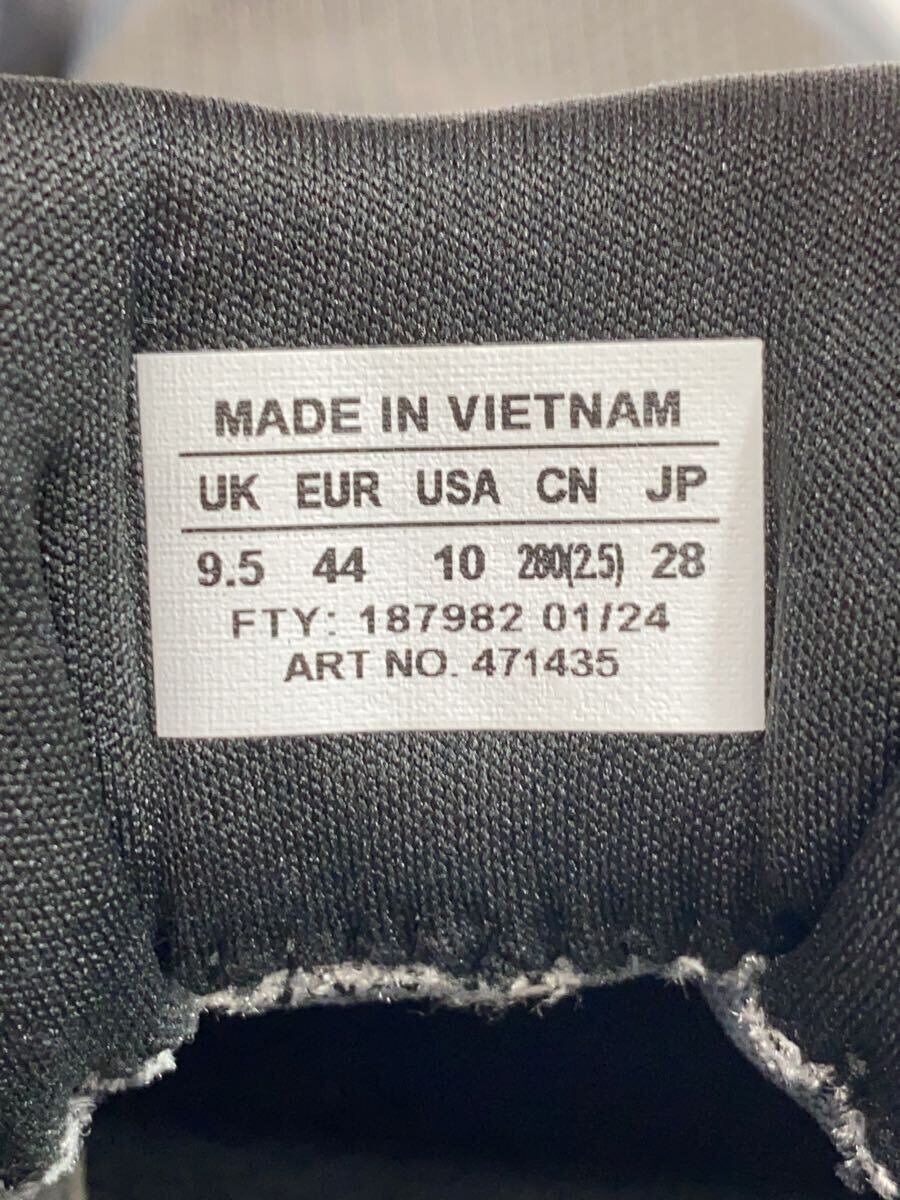 MADE IN VIETNAM
UK EUR USA CN JP
9.5 44 10 280(2.5) 28
FTY: 187982 01/24
ART NO. 471435